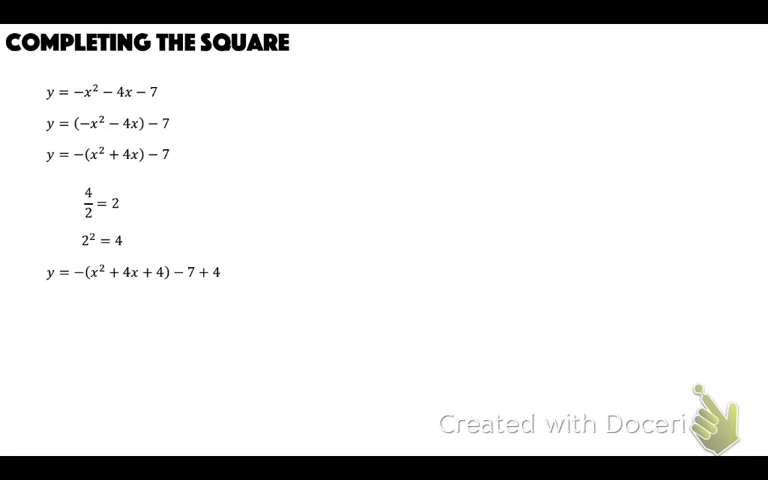 COMPLETING THE SQUARE
y = −x² − 4x − 7
y = (−x² − 4x) − 7
y = −(x² + 4x) − 7
4/2 = 2
2² = 4
y = −(x² + 4x + 4) − 7 + 4
Created with Doceri